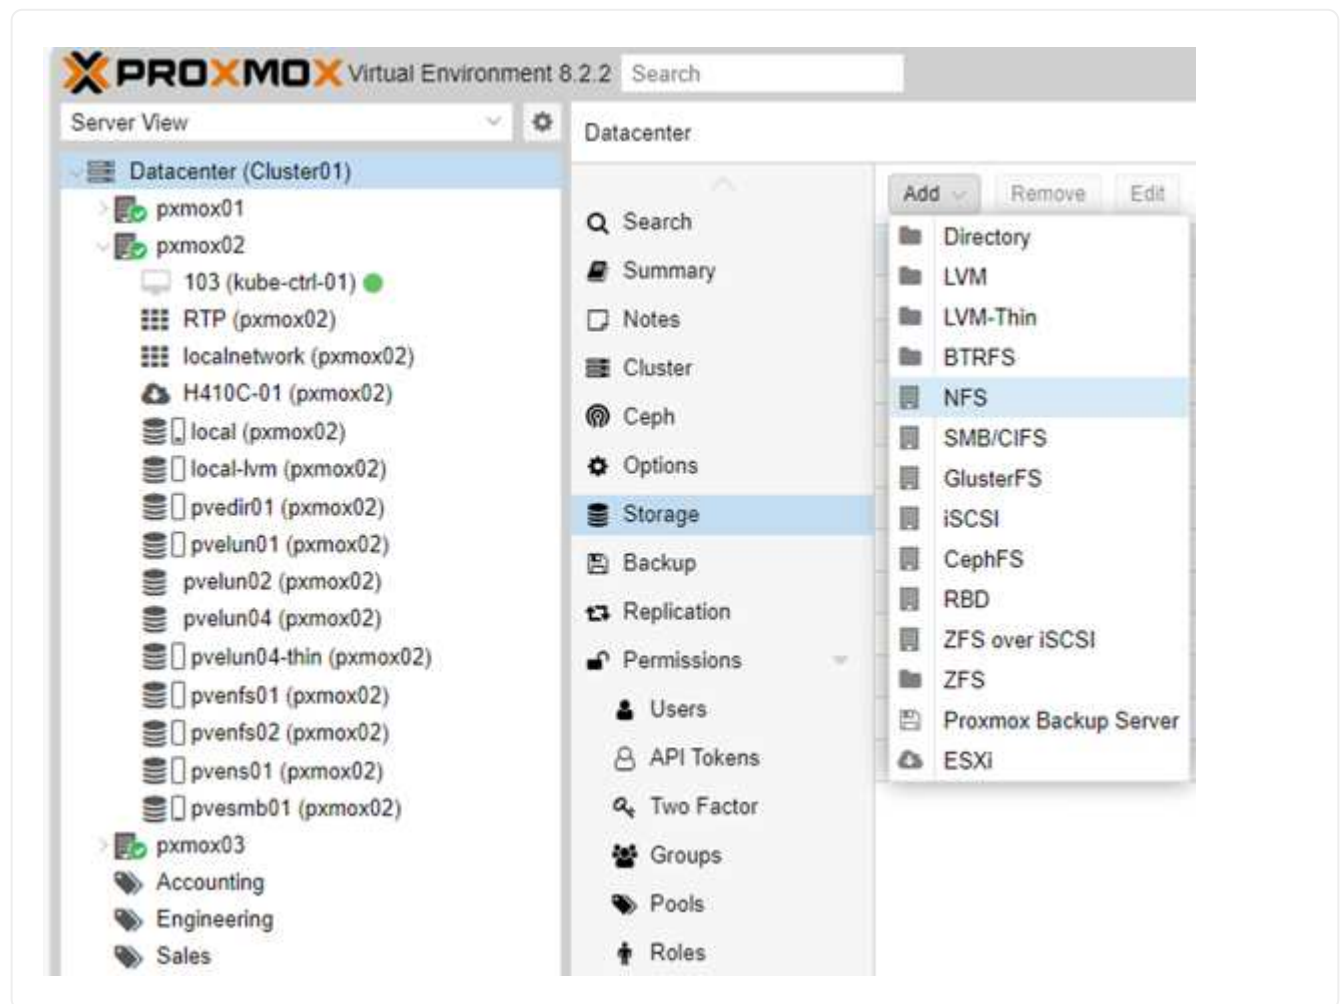 PROXMOX Virtual Environment 8.2.2 Search
Server View
Datacenter (Cluster01)
pxmox01
pxmox02
103 (kube-ctrl-01)
RTP (pxmox02)
localnetwork (pxmox02)
H410C-01 (pxmox02)
local (pxmox02)
local-lvm (pxmox02)
pvedir01 (pxmox02)
pvelun01 (pxmox02)
pvelun02 (pxmox02)
pvelun04 (pxmox02)
pvelun04-thin (pxmox02)
pvenfs01 (pxmox02)
pvenfs02 (pxmox02)
pvens01 (pxmox02)
pvesmb01 (pxmox02)
pxmox03
Accounting
Engineering
Sales
Datacenter
Search
Summary
Notes
Cluster
Ceph
Options
Storage
Backup
Replication
Permissions
Users
API Tokens
Two Factor
Groups
Pools
Roles
Add Remove Edit
Directory
LVM
LVM-Thin
BTRFS
NFS
SMB/CIFS
GlusterFS
iSCSI
CephFS
RBD
ZFS over iSCSI
ZFS
Proxmox Backup Server
ESXi